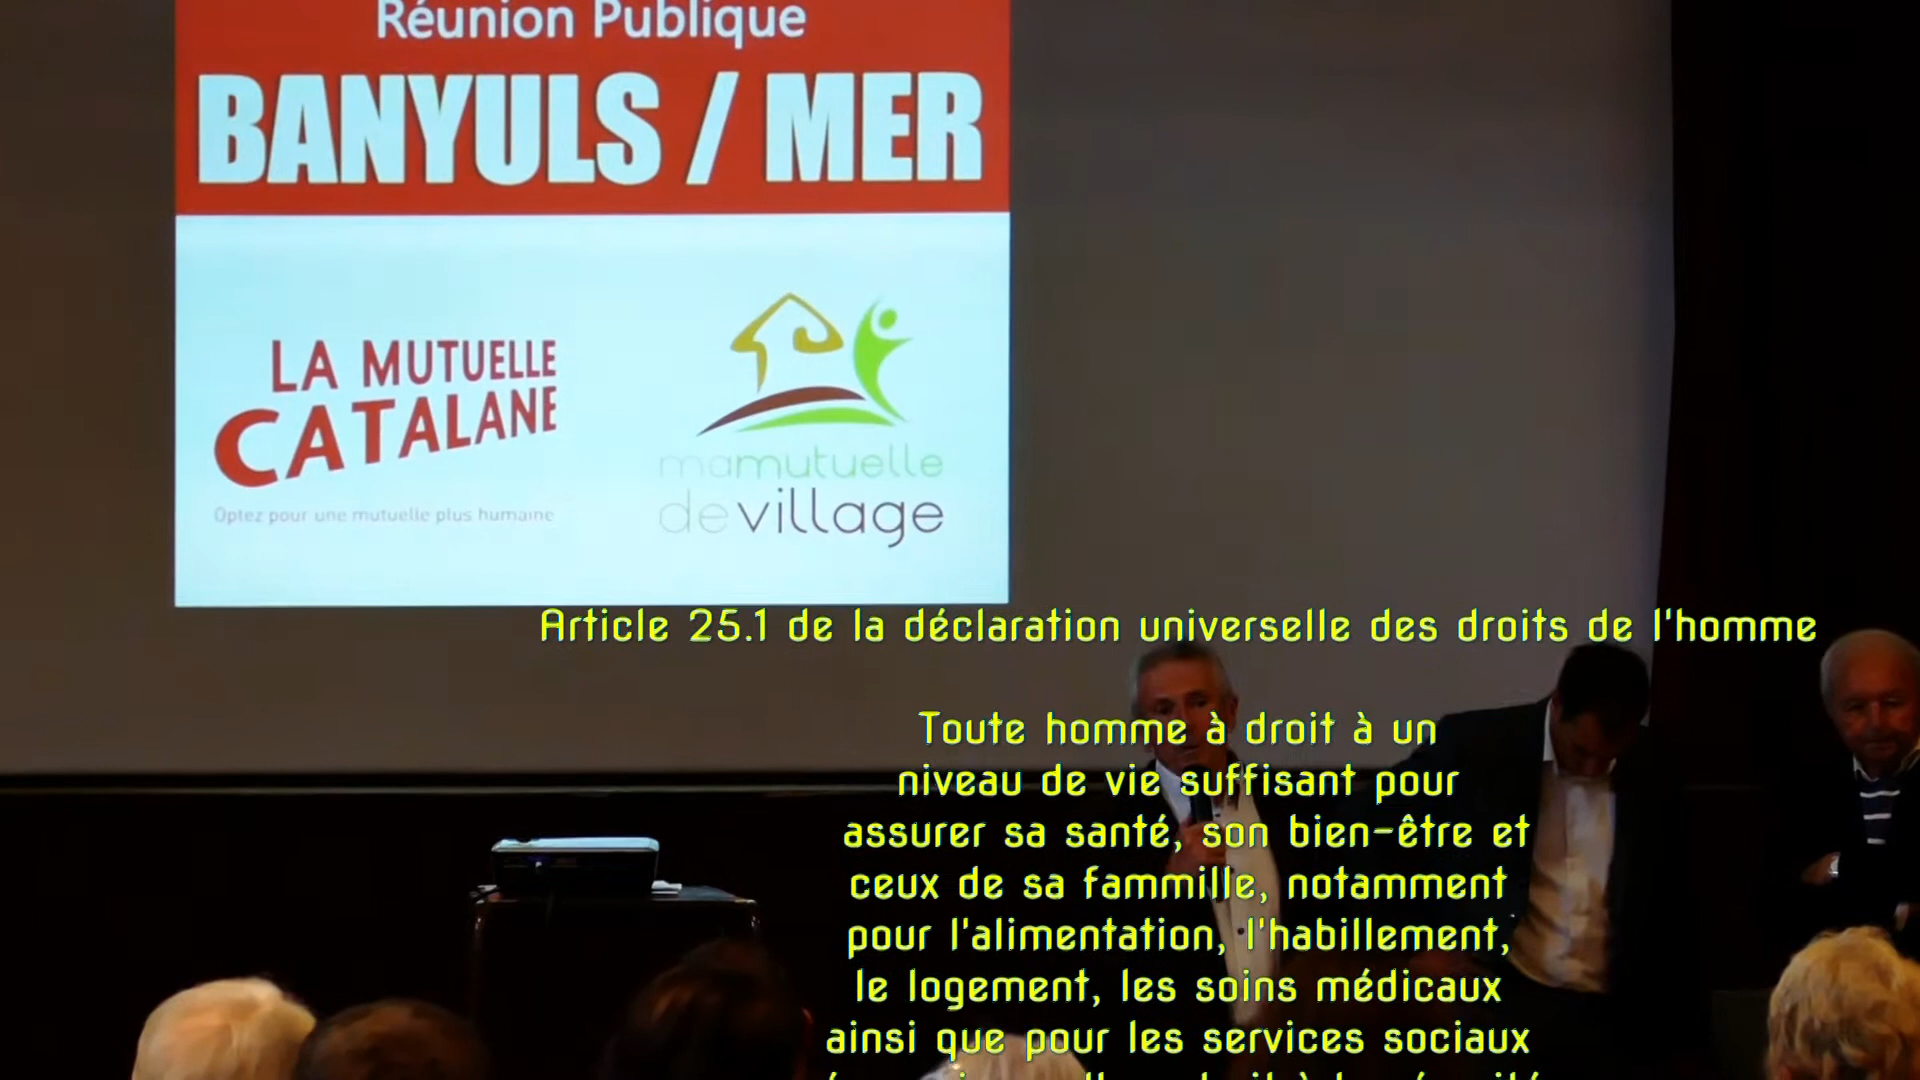 Réunion Publique
BANYULS / MER
LA MUTUELLE
CATALANE
Optez pour une mutuelle plus humaine
mamutuelle
devillage
Article 25.1 de la déclaration universelle des droits de l'homme
Toute homme à droit à un
niveau de vie suffisant pour
assurer sa santé, son bien-être et
ceux de sa fammille, notamment
pour l'alimentation, l'habillement,
le logement, les soins médicaux
ainsi que pour les services sociaux